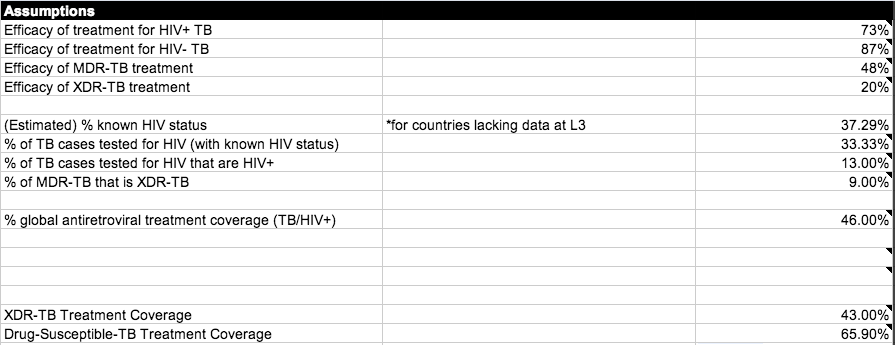 Assumptions
Efficacy of treatment for HIV+ TB 73%
Efficacy of treatment for HIV- TB 87%
Efficacy of MDR-TB treatment 48%
Efficacy of XDR-TB treatment 20%
(Estimated) % known HIV status *for countries lacking data at L3 37.29%
% of TB cases tested for HIV (with known HIV status) 33.33%
% of TB cases tested for HIV that are HIV+ 13.00%
% of MDR-TB that is XDR-TB 9.00%
% global antiretroviral treatment coverage (TB/HIV+) 46.00%
XDR-TB Treatment Coverage 43.00%
Drug-Susceptible-TB Treatment Coverage 65.90%